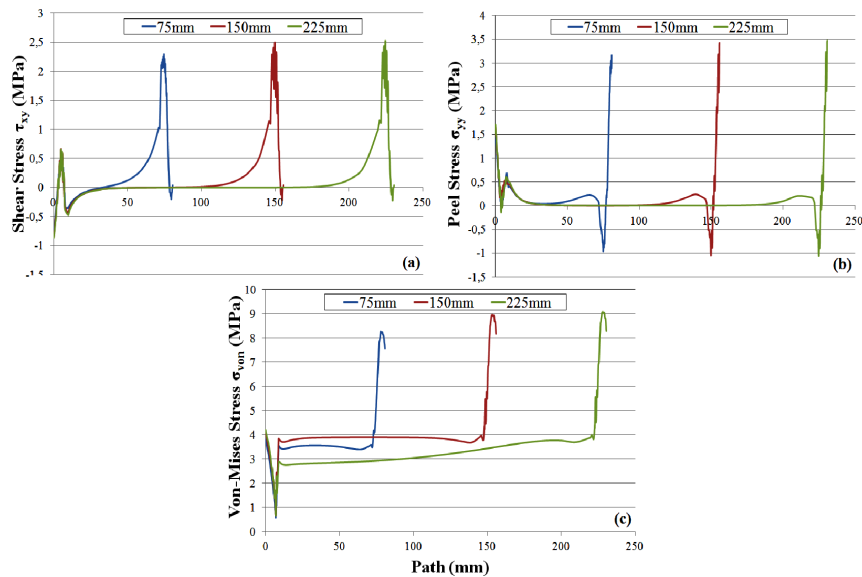 75mm 150mm 225mm
3
2,5
2
1,5
1
0,5
0
-0,5
-1
-1,5
0 50 100 150 200 250
Shear Stress τxy (MPa)
(a)
75mm 150mm 225mm
4
3,5
3
2,5
2
1,5
1
0,5
0
-0,5
-1
-1,5
0 50 100 150 200 250
Peel Stress σyy (MPa)
(b)
75mm 150mm 225mm
10
9
8
7
6
5
4
3
2
1
0
0 50 100 150 200 250
Von-Mises Stress σvon (MPa)
(c)
Path (mm)